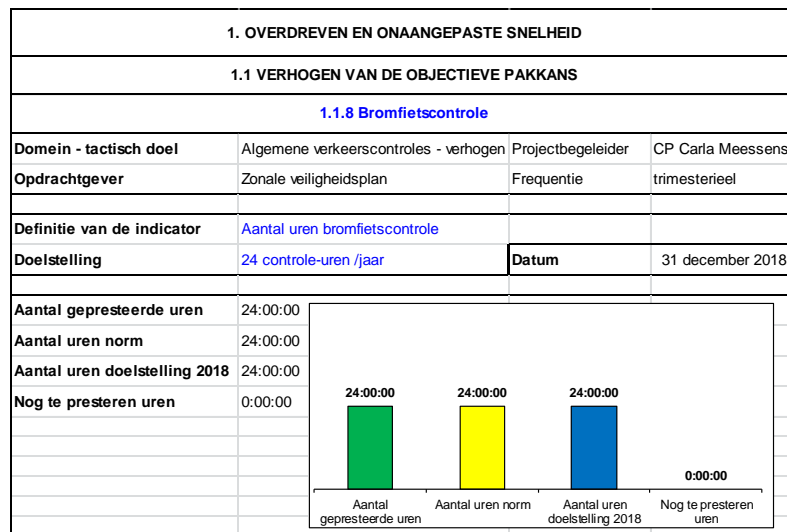 1. OVERDREVEN EN ONAANGEPASTE SNELHEID
1.1 VERHOGEN VAN DE OBJECTIEVE PAKKANS
1.1.8 Bromfietscontrole
Domein - tactisch doel Algemene verkeerscontroles - verhogen Projectbegeleider CP Carla Meessens
Opdrachtgever Zonale veiligheidsplan Frequentie trimesterieel
Definitie van de indicator Aantal uren bromfietscontrole
Doelstelling 24 controle-uren /jaar Datum 31 december 2018
Aantal gepresteerde uren 24:00:00
Aantal uren norm 24:00:00
Aantal uren doelstelling 2018 24:00:00
Nog te presteren uren 0:00:00
24:00:00 24:00:00 24:00:00 0:00:00
Aantal gepresteerde uren Aantal uren norm Aantal uren doelstelling 2018 Nog te presteren uren